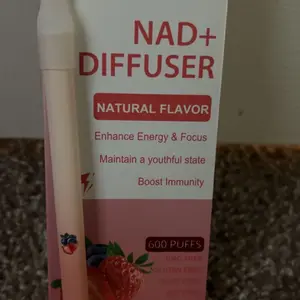 NAD+
DIFFUSER
NATURAL FLAVOR
Enhance Energy & Focus
Maintain a youthful state
Boost Immunity
600 PUFFS